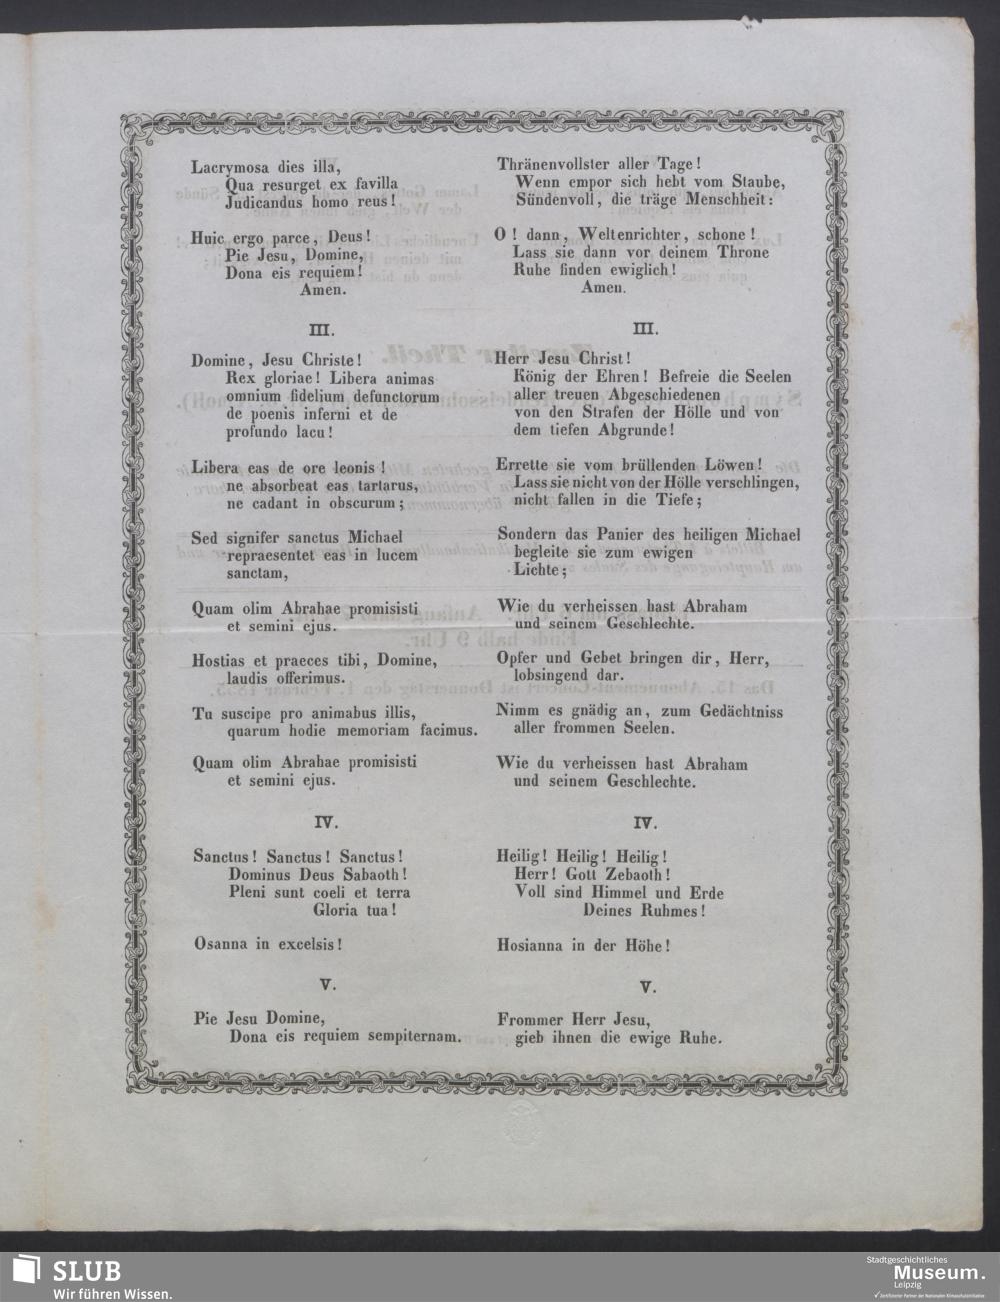 Lacrymosa dies illa,
Qua resurget ex favilla
Judicandus homo reus!
Huic ergo parce, Deus!
Pie Jesu, Domine,
Dona eis requiem!
Amen.
III.
Domine, Jesu Christe!
Rex gloriae! Libera animas
omnium fidelium defunctorum
de poenis inferni et de
profundo lacu!
Libera eas de ore leonis!
ne absorbeat eas tartarus,
ne cadant in obscurum;
Sed signifer sanctus Michael
repraesentet eas in lucem
sanctam,
Quam olim Abrahae promisisti
et semini ejus.
Hostias et praeces tibi, Domine,
laudis offerimus.
Tu suscipe pro animabus illis,
quarum hodie memoriam facimus.
Quam olim Abrahae promisisti
et semini ejus.
IV.
Sanctus! Sanctus! Sanctus!
Dominus Deus Sabaoth!
Pleni sunt coeli et terra
Gloria tua!
Osanna in excelsis!
V.
Pie Jesu Domine,
Dona eis requiem sempiternam.
Thränenvollster aller Tage!
Wenn empor sich hebt vom Staube,
Sündenvoll, die träge Menschheit:
O! dann, Weltenrichter, schone!
Lass sie dann vor deinem Throne
Ruhe finden ewiglich!
Amen.
III.
Herr Jesu Christ!
König der Ehren! Befreie die Seelen
aller treuen Abgeschiedenen
von den Strafen der Hölle und von
dem tiefen Abgrunde!
Errette sie vom brüllenden Löwen!
Lass sie nicht von der Hölle verschlingen,
nicht fallen in die Tiefe;
Sondern das Panier des heiligen Michael
begleite sie zum ewigen
Lichte;
Wie du verheissen hast Abraham
und seinem Geschlechte.
Opfer und Gebet bringen dir, Herr,
lobsingend dar.
Nimm es gnädig an, zum Gedächtniss
aller frommen Seelen.
Wie du verheissen hast Abraham
und seinem Geschlechte.
IV.
Heilig! Heilig! Heilig!
Herr! Gott Zebaoth!
Voll sind Himmel und Erde
Deines Ruhmes!
Hosianna in der Höhe!
V.
Frommer Herr Jesu,
gieb ihnen die ewige Ruhe.
SLUB
Wir führen Wissen.
Stadtgeschichtliches
Museum.
Leipzig
Zertifizierter Partner der Nationalen Klimaschutzinitiative